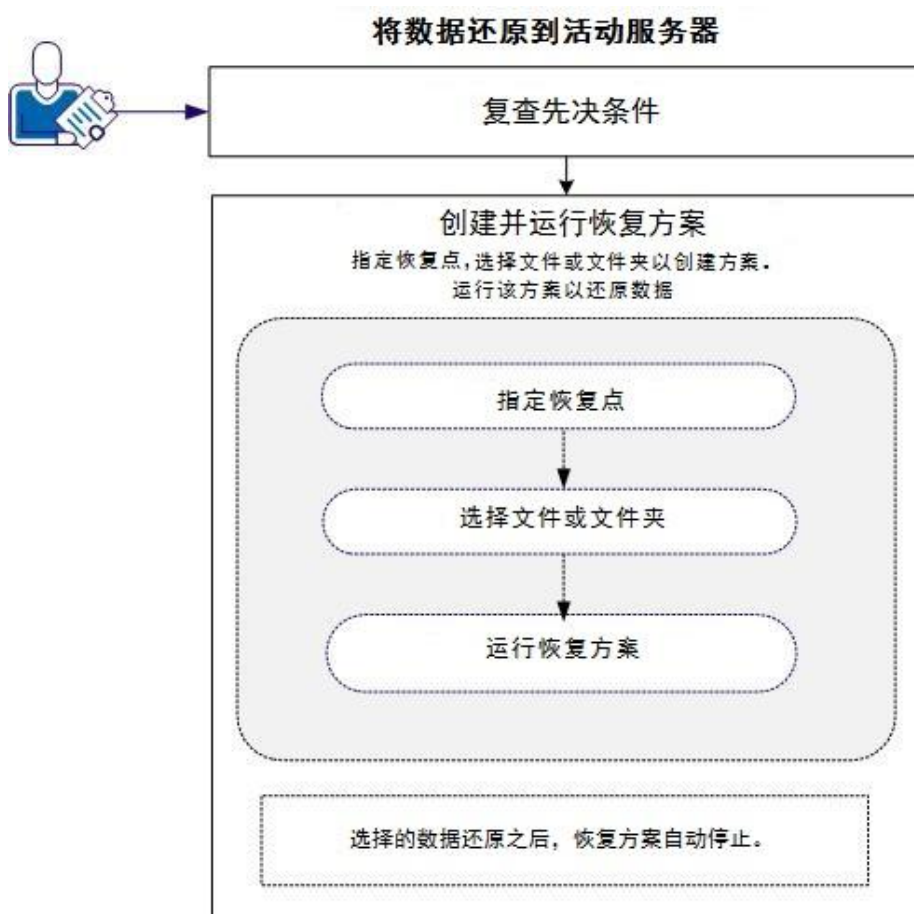 将数据还原到活动服务器
复查先决条件
创建并运行恢复方案
指定恢复点,选择文件或文件夹以创建方案.
运行该方案以还原数据
指定恢复点
选择文件或文件夹
运行恢复方案
选择的数据还原之后，恢复方案自动停止。